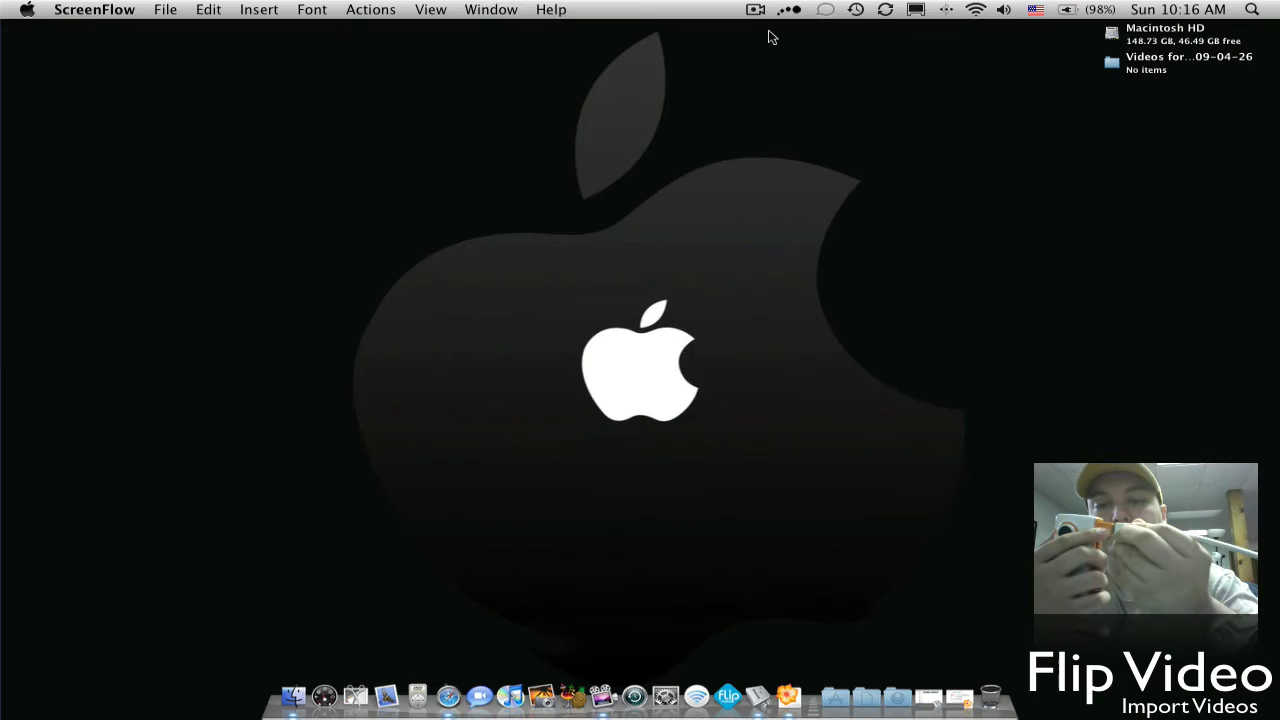 ScreenFlow File Edit Insert Font Actions View Window Help (98%) Sun 10:16 AM
Macintosh HD
148.73 GB, 46.49 GB free
Videos for...09-04-26
No items
Flip
Flip Video
Import Videos